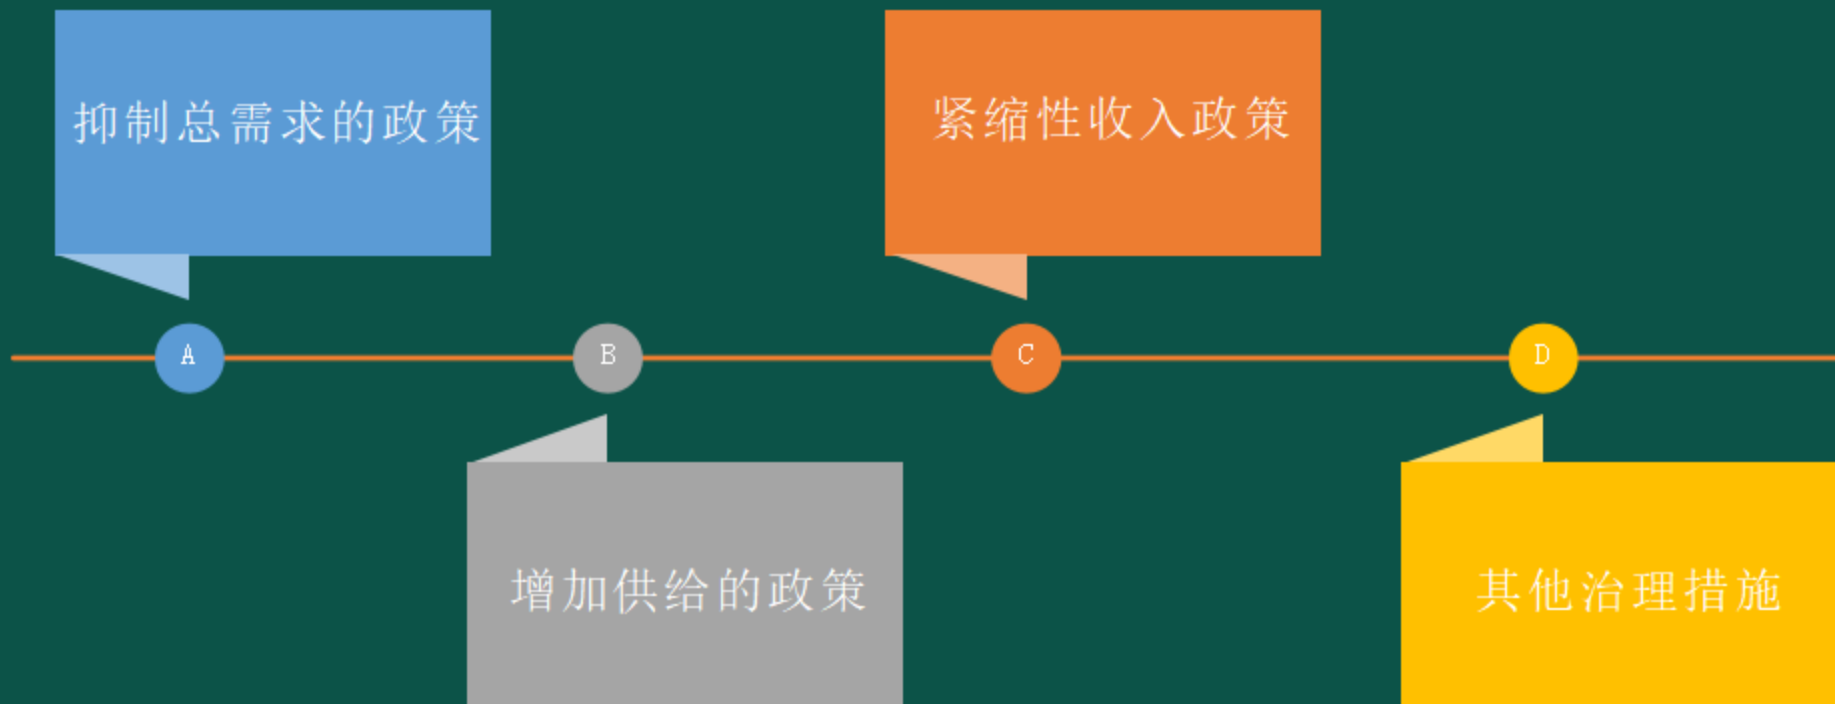 抑制总需求的政策
紧缩性收入政策
A
B
C
D
增加供给的政策
其他治理措施